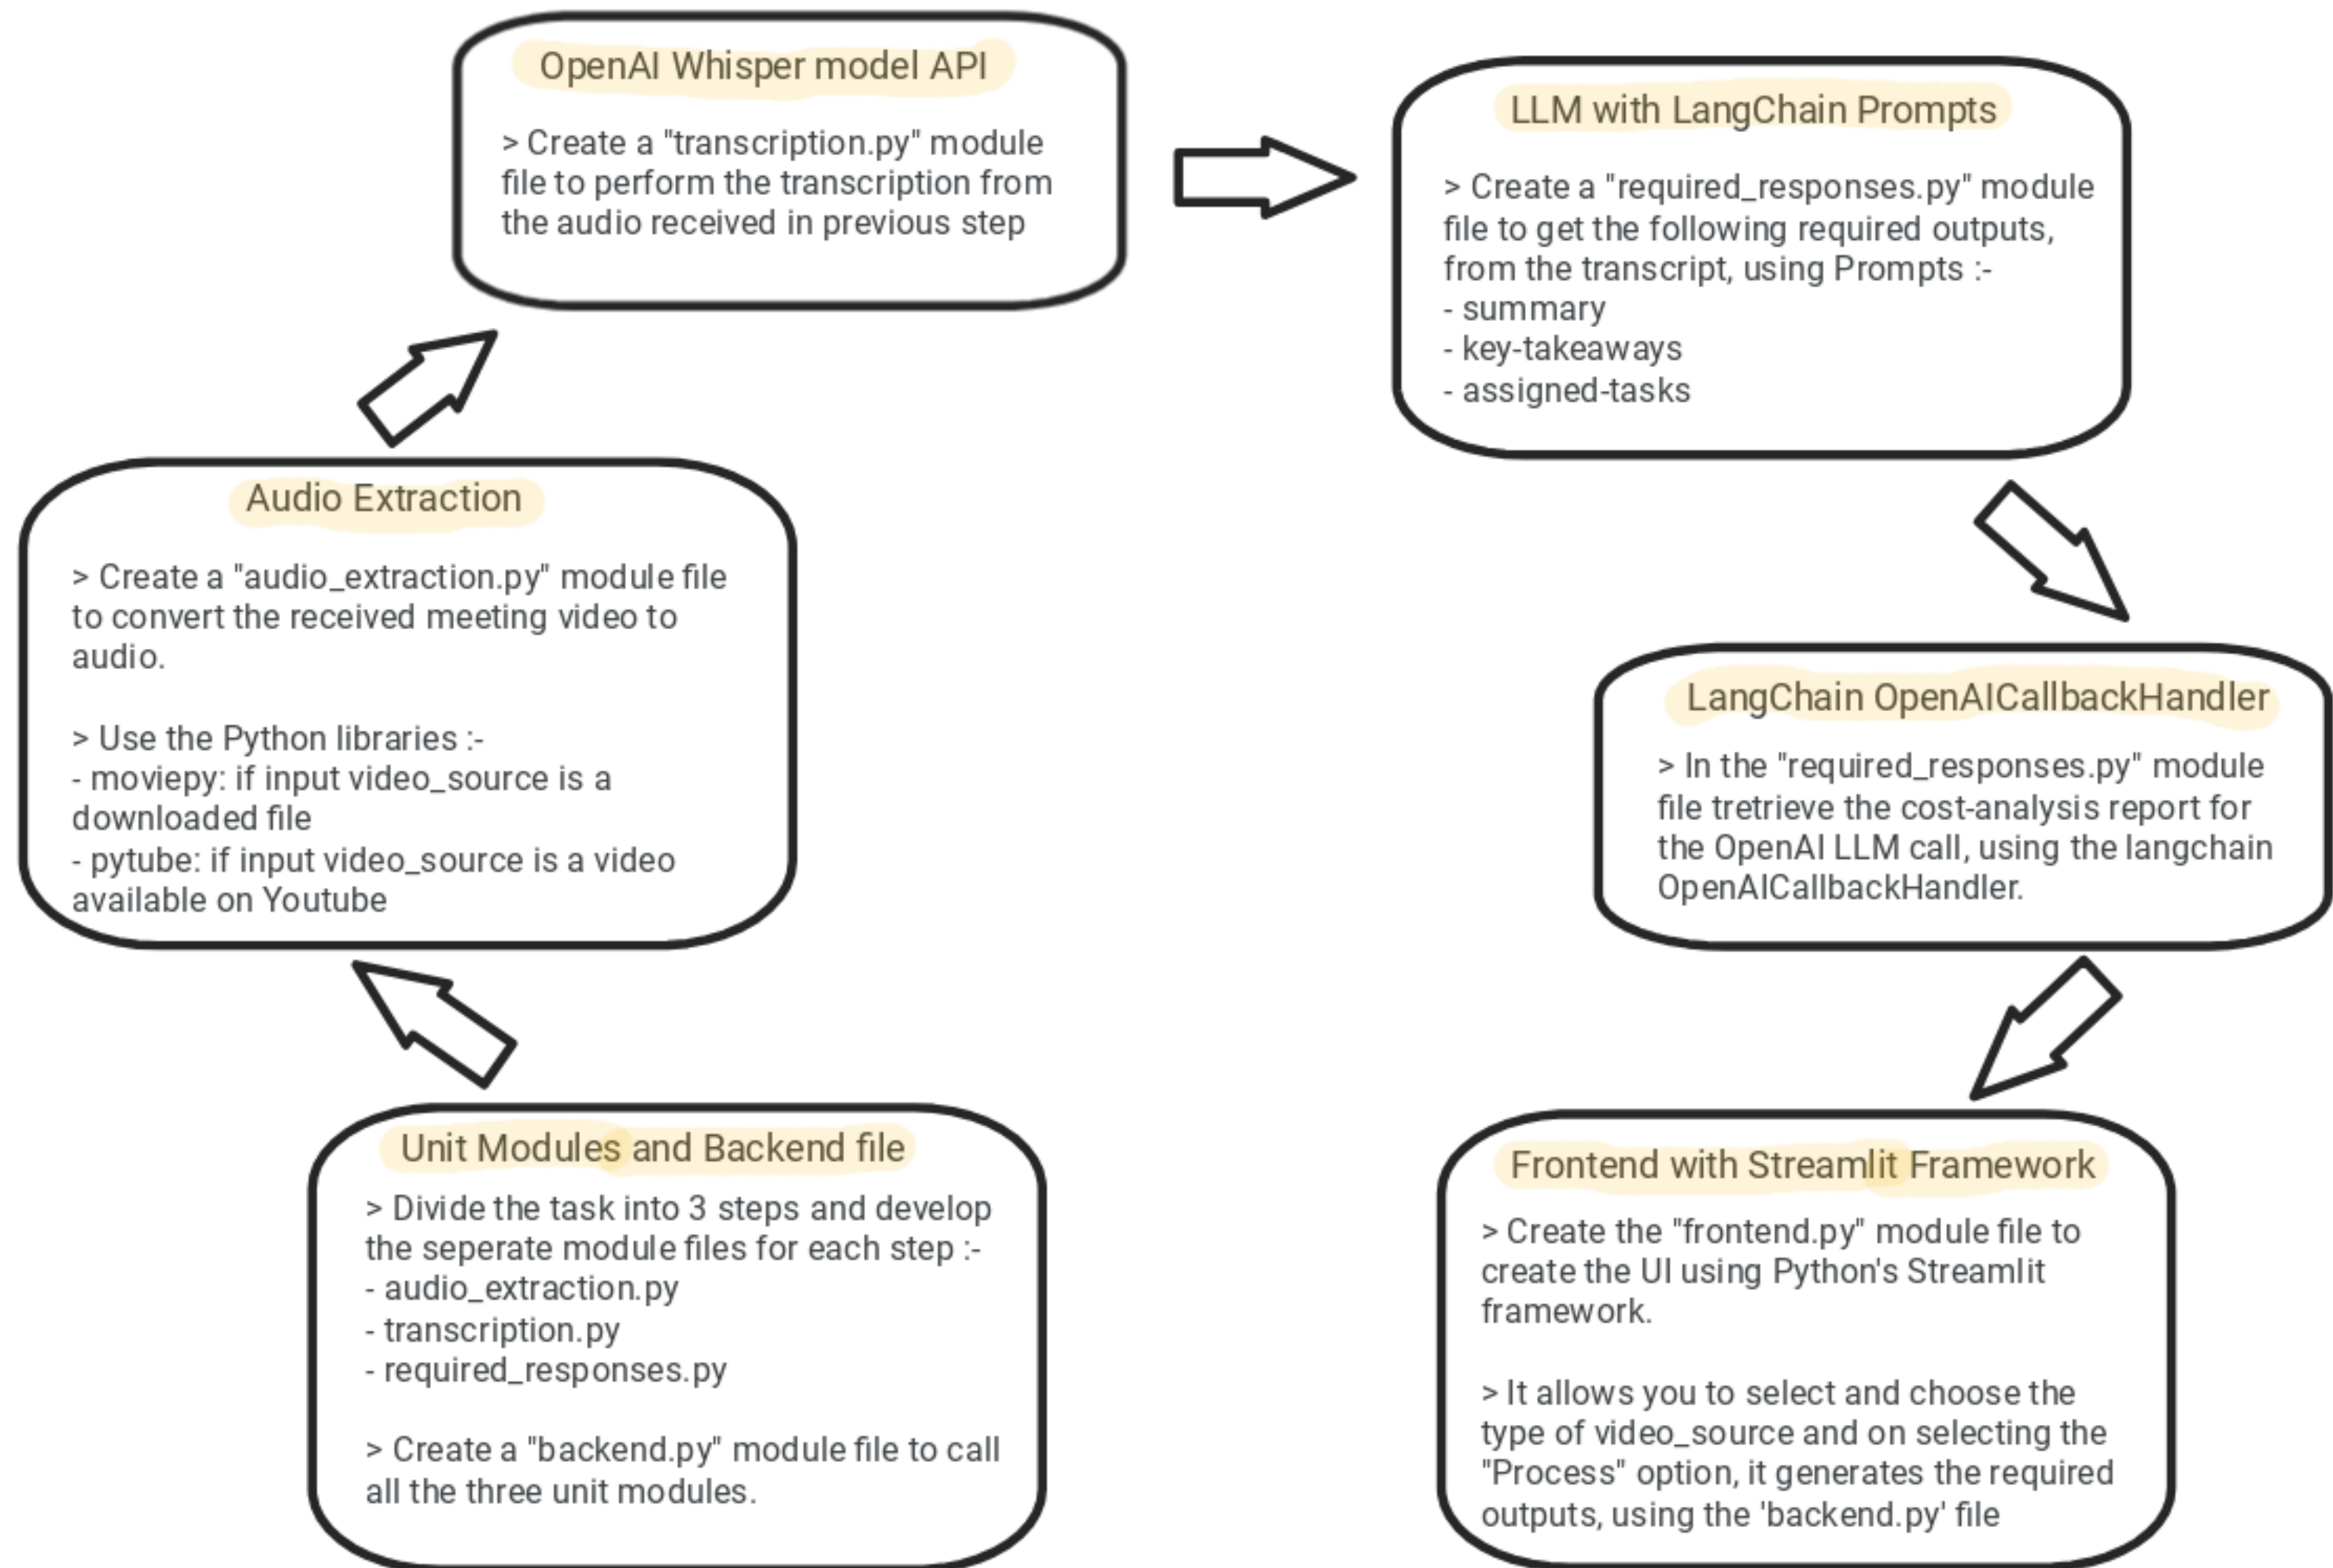 OpenAI Whisper model API
> Create a "transcription.py" module
file to perform the transcription from
the audio received in previous step
LLM with LangChain Prompts
> Create a "required_responses.py" module
file to get the following required outputs,
from the transcript, using Prompts :-
- summary
- key-takeaways
- assigned-tasks
Audio Extraction
> Create a "audio_extraction.py" module file
to convert the received meeting video to
audio.
> Use the Python libraries :-
- moviepy: if input video_source is a
downloaded file
- pytube: if input video_source is a video
available on Youtube
LangChain OpenAICallbackHandler
> In the "required_responses.py" module
file tretrieve the cost-analysis report for
the OpenAI LLM call, using the langchain
OpenAICallbackHandler.
Unit Modules and Backend file
> Divide the task into 3 steps and develop
the seperate module files for each step :-
- audio_extraction.py
- transcription.py
- required_responses.py
> Create a "backend.py" module file to call
all the three unit modules.
Frontend with Streamlit Framework
> Create the "frontend.py" module file to
create the UI using Python's Streamlit
framework.
> It allows you to select and choose the
type of video_source and on selecting the
"Process" option, it generates the required
outputs, using the 'backend.py' file